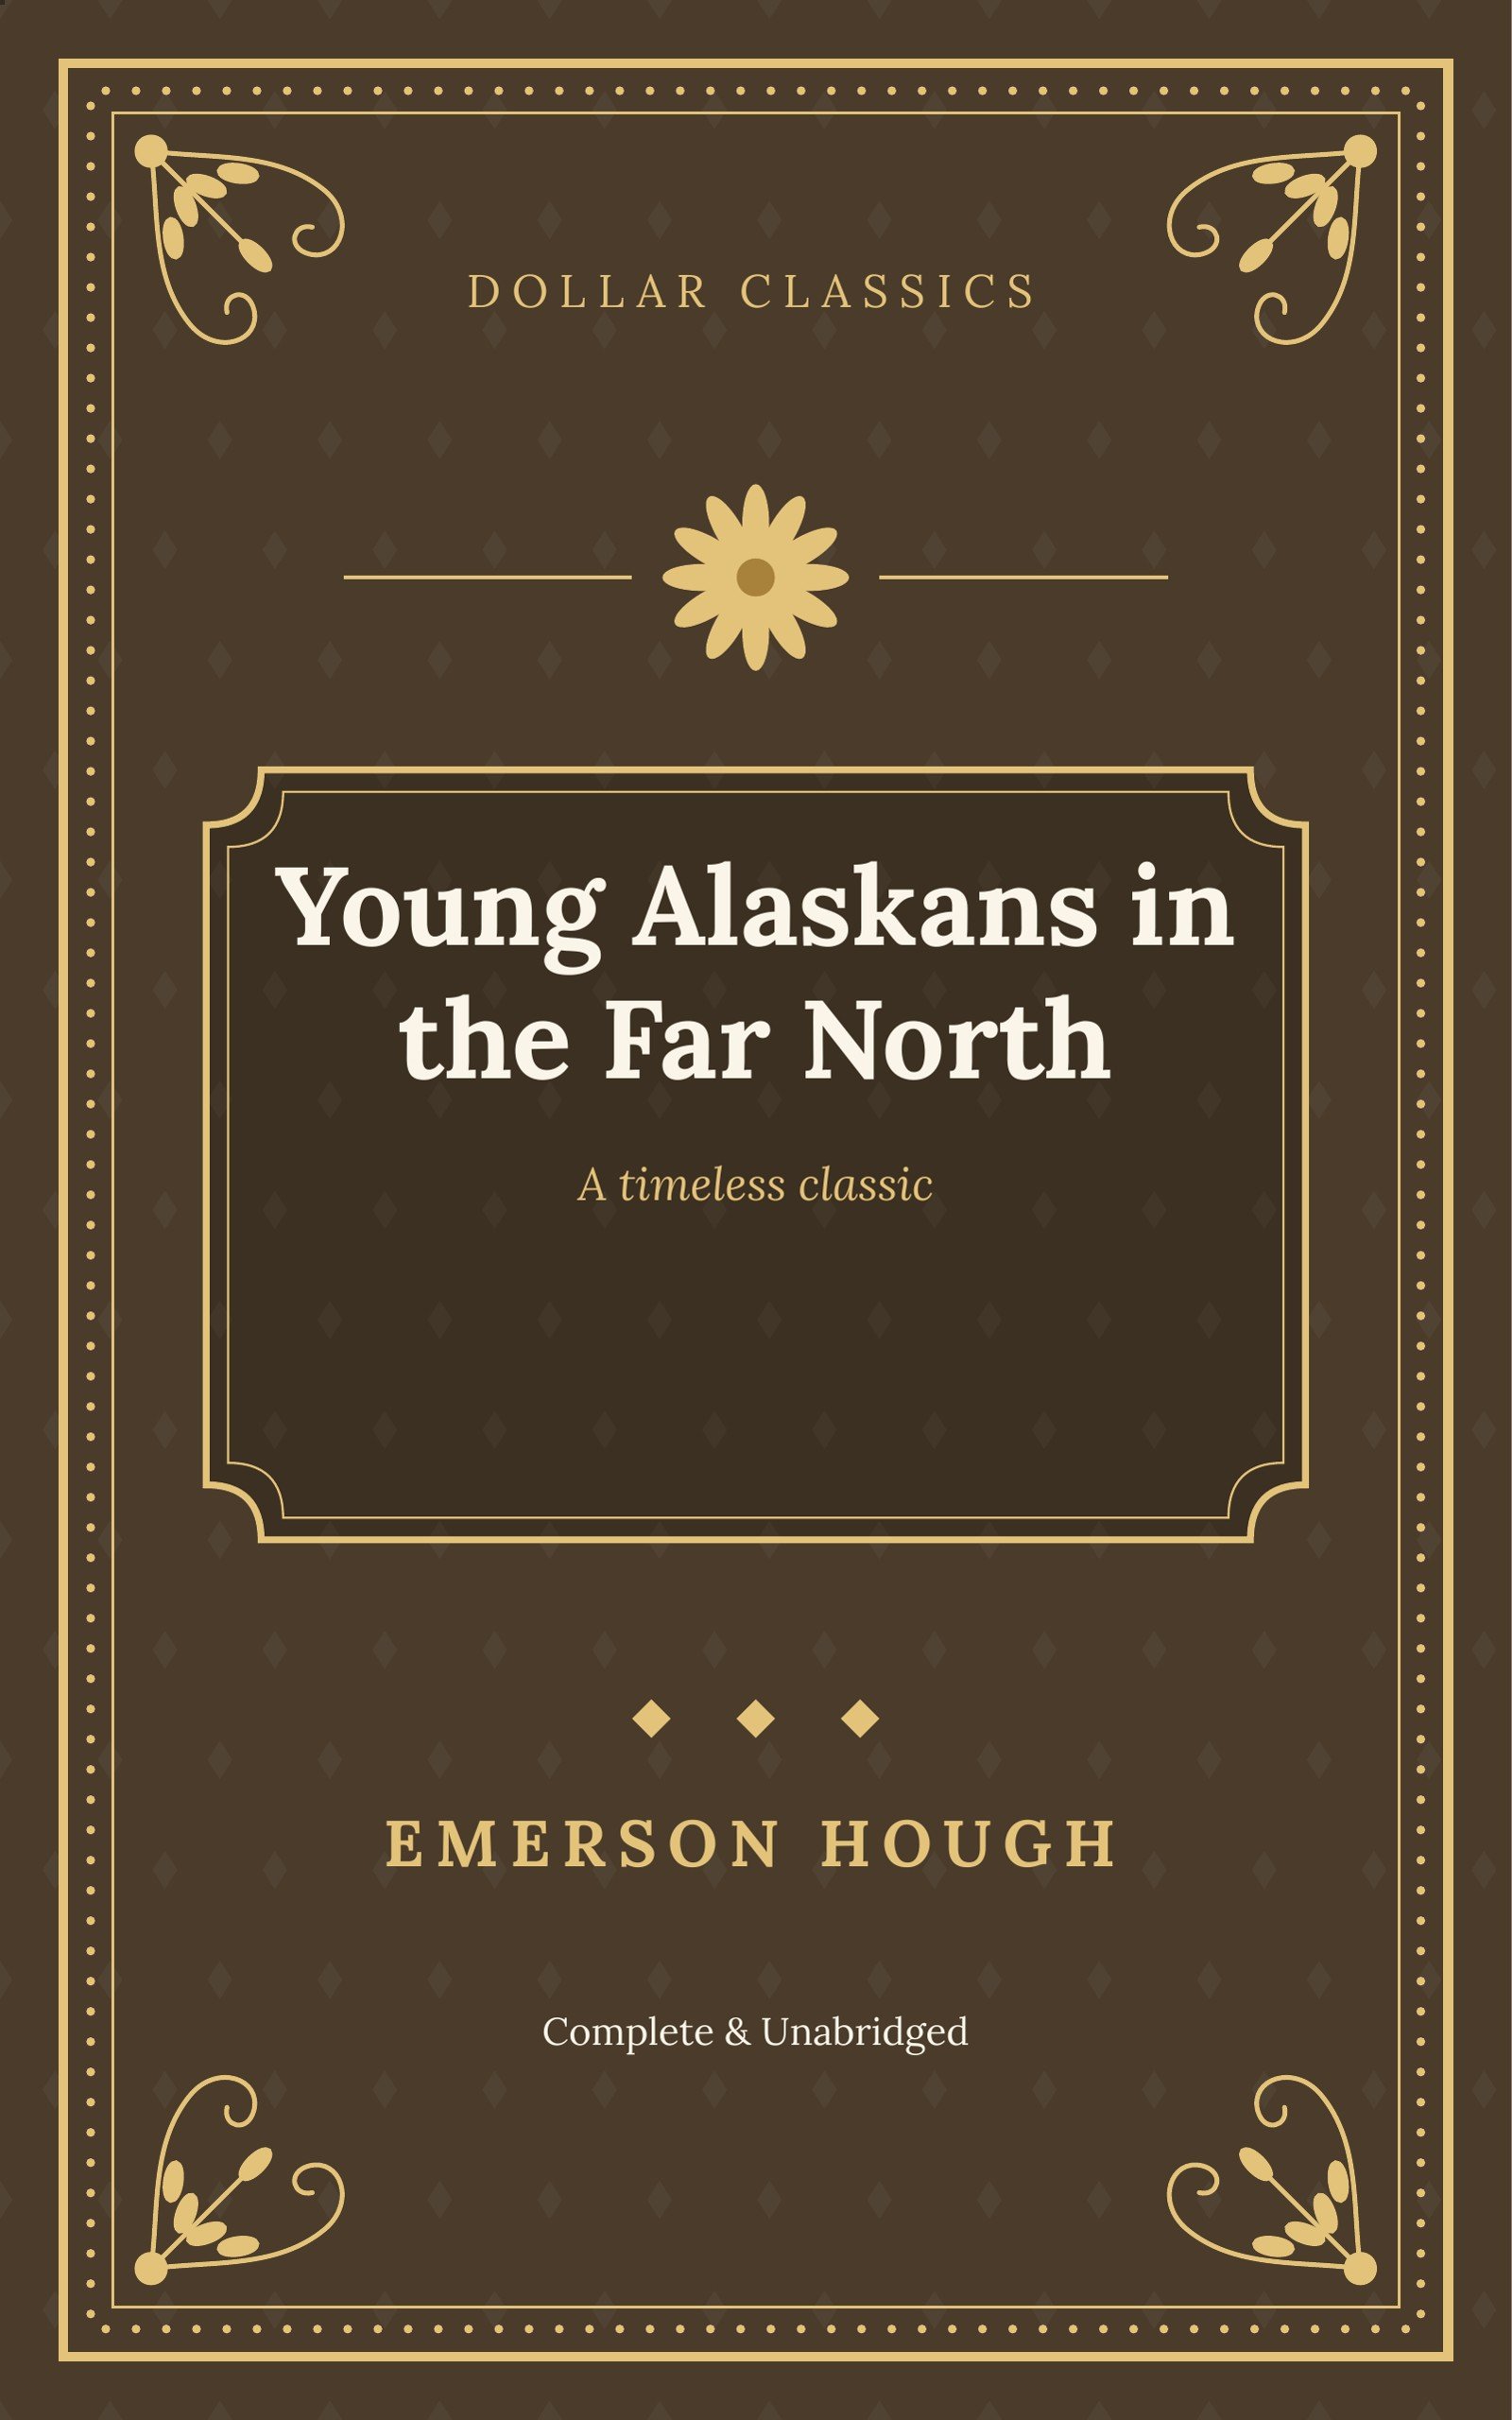 DOLLAR CLASSICS
Young Alaskans in
the Far North
A timeless classic
EMERSON HOUGH
Complete & Unabridged